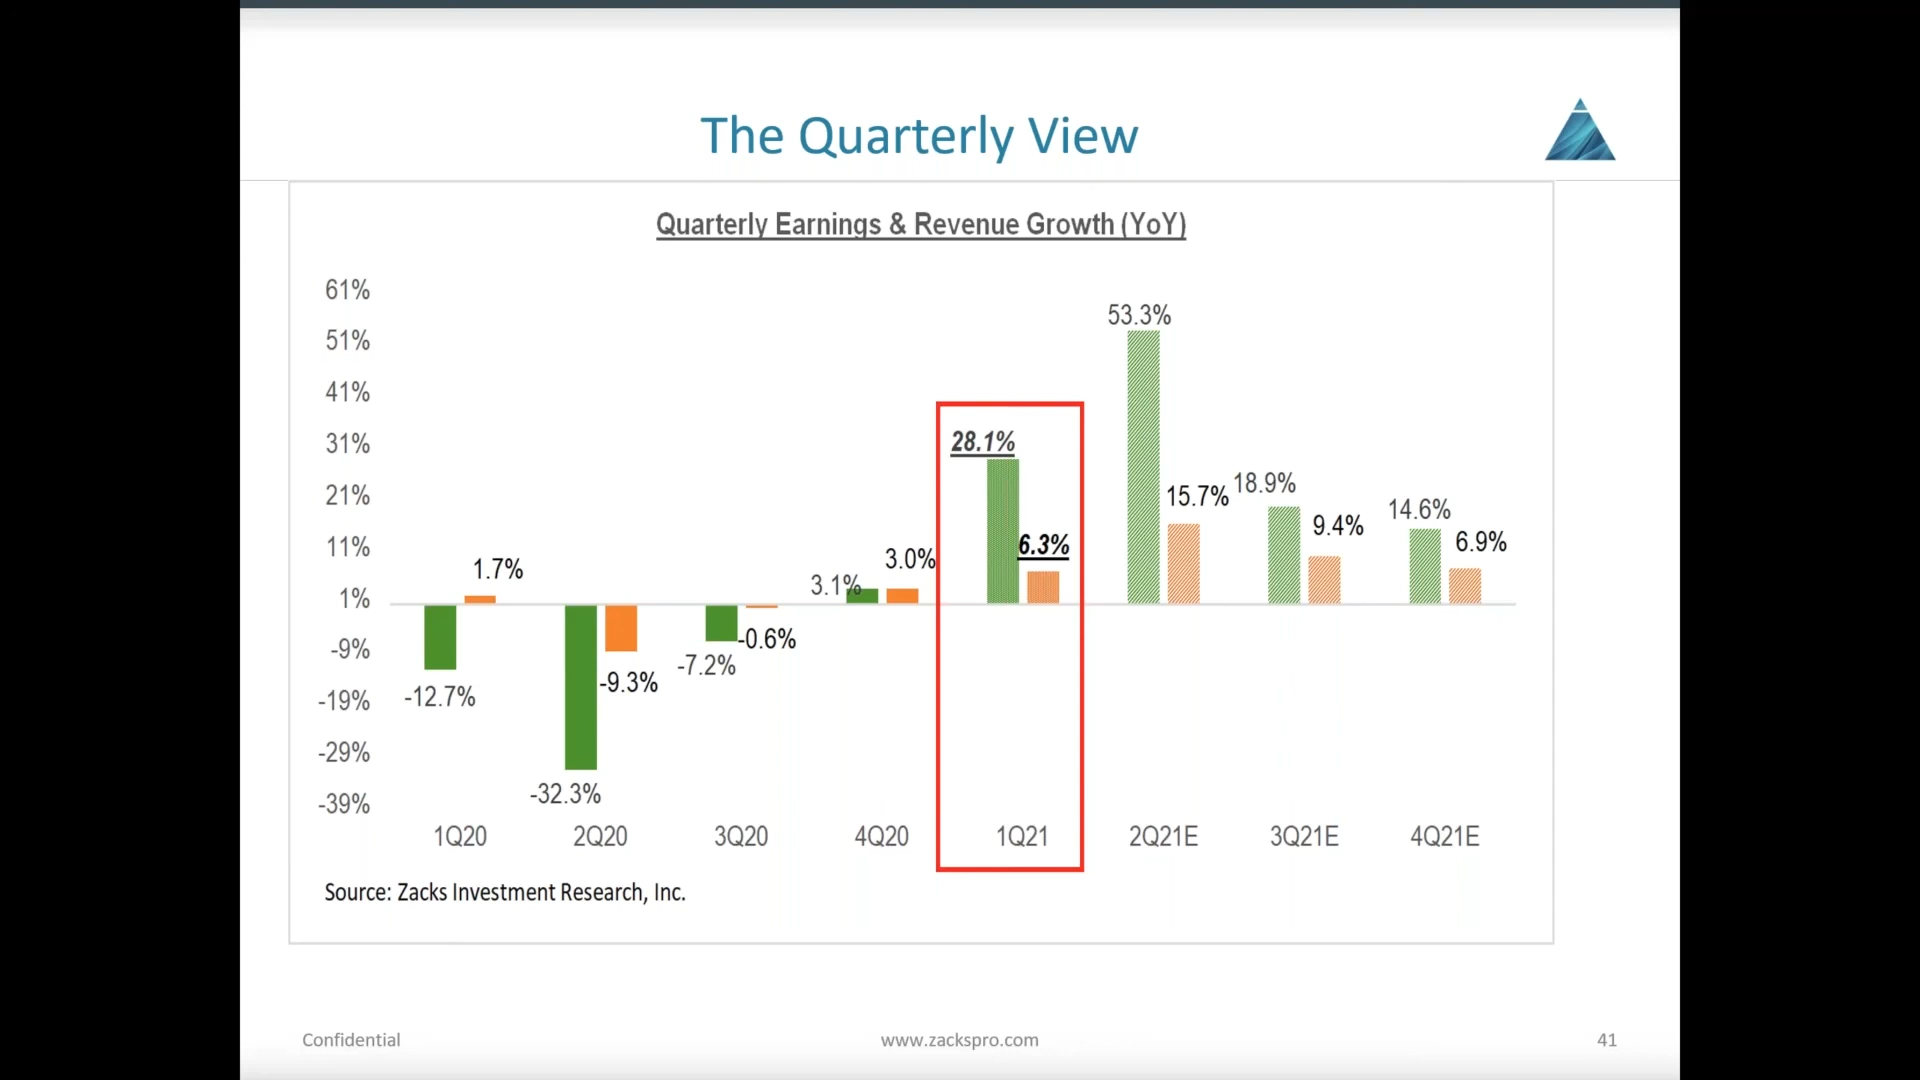 The Quarterly View
Quarterly Earnings & Revenue Growth (YoY)
61%
51%
41%
31%
21%
11%
1%
-9%
-19%
-29%
-39%
-12.7%
1.7%
-32.3%
-9.3%
-7.2%
-0.6%
3.1%
3.0%
28.1%
6.3%
53.3%
15.7%
18.9%
9.4%
14.6%
6.9%
1Q20
2Q20
3Q20
4Q20
1Q21
2Q21E
3Q21E
4Q21E
Source: Zacks Investment Research, Inc.
Confidential
www.zackspro.com
41